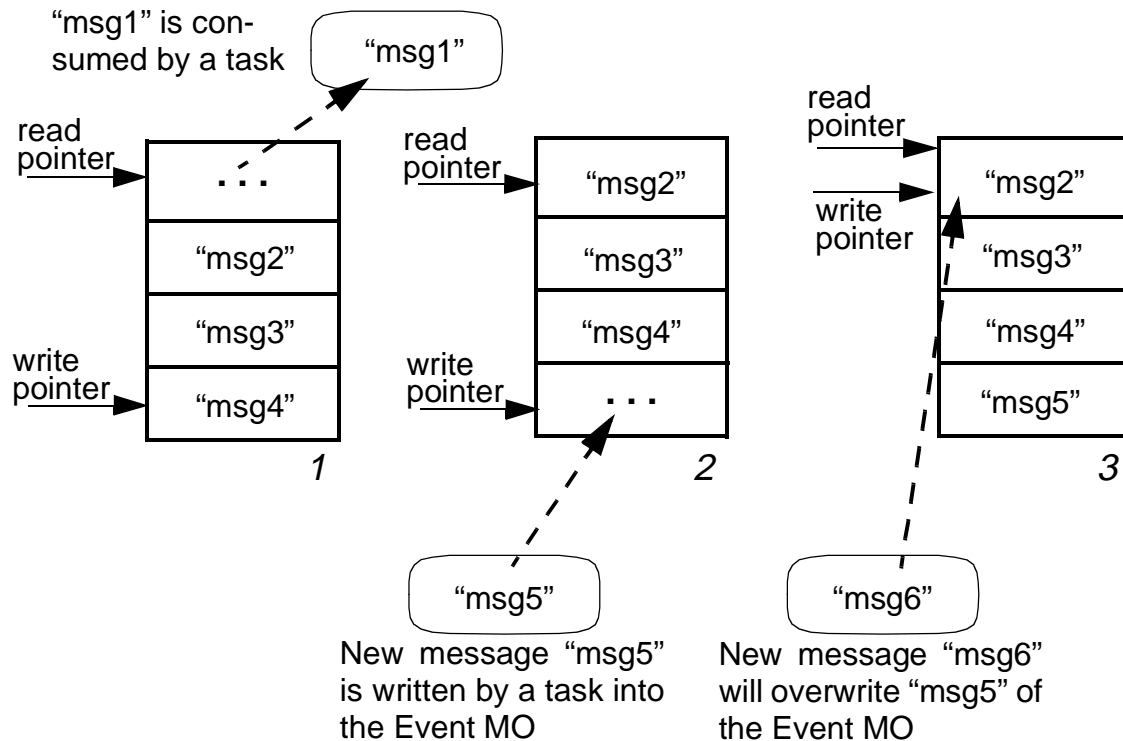 “msg1” is con-
sumed by a task
“msg1”
read
pointer
. . .
“msg2”
“msg3”
write
pointer
“msg4”
1
read
pointer
“msg2”
“msg3”
“msg4”
write
pointer
. . .
2
read
pointer
write
pointer
“msg2”
“msg3”
“msg4”
“msg5”
3
“msg5”
New message “msg5”
is written by a task into
the Event MO
“msg6”
New message “msg6”
will overwrite “msg5” of
the Event MO